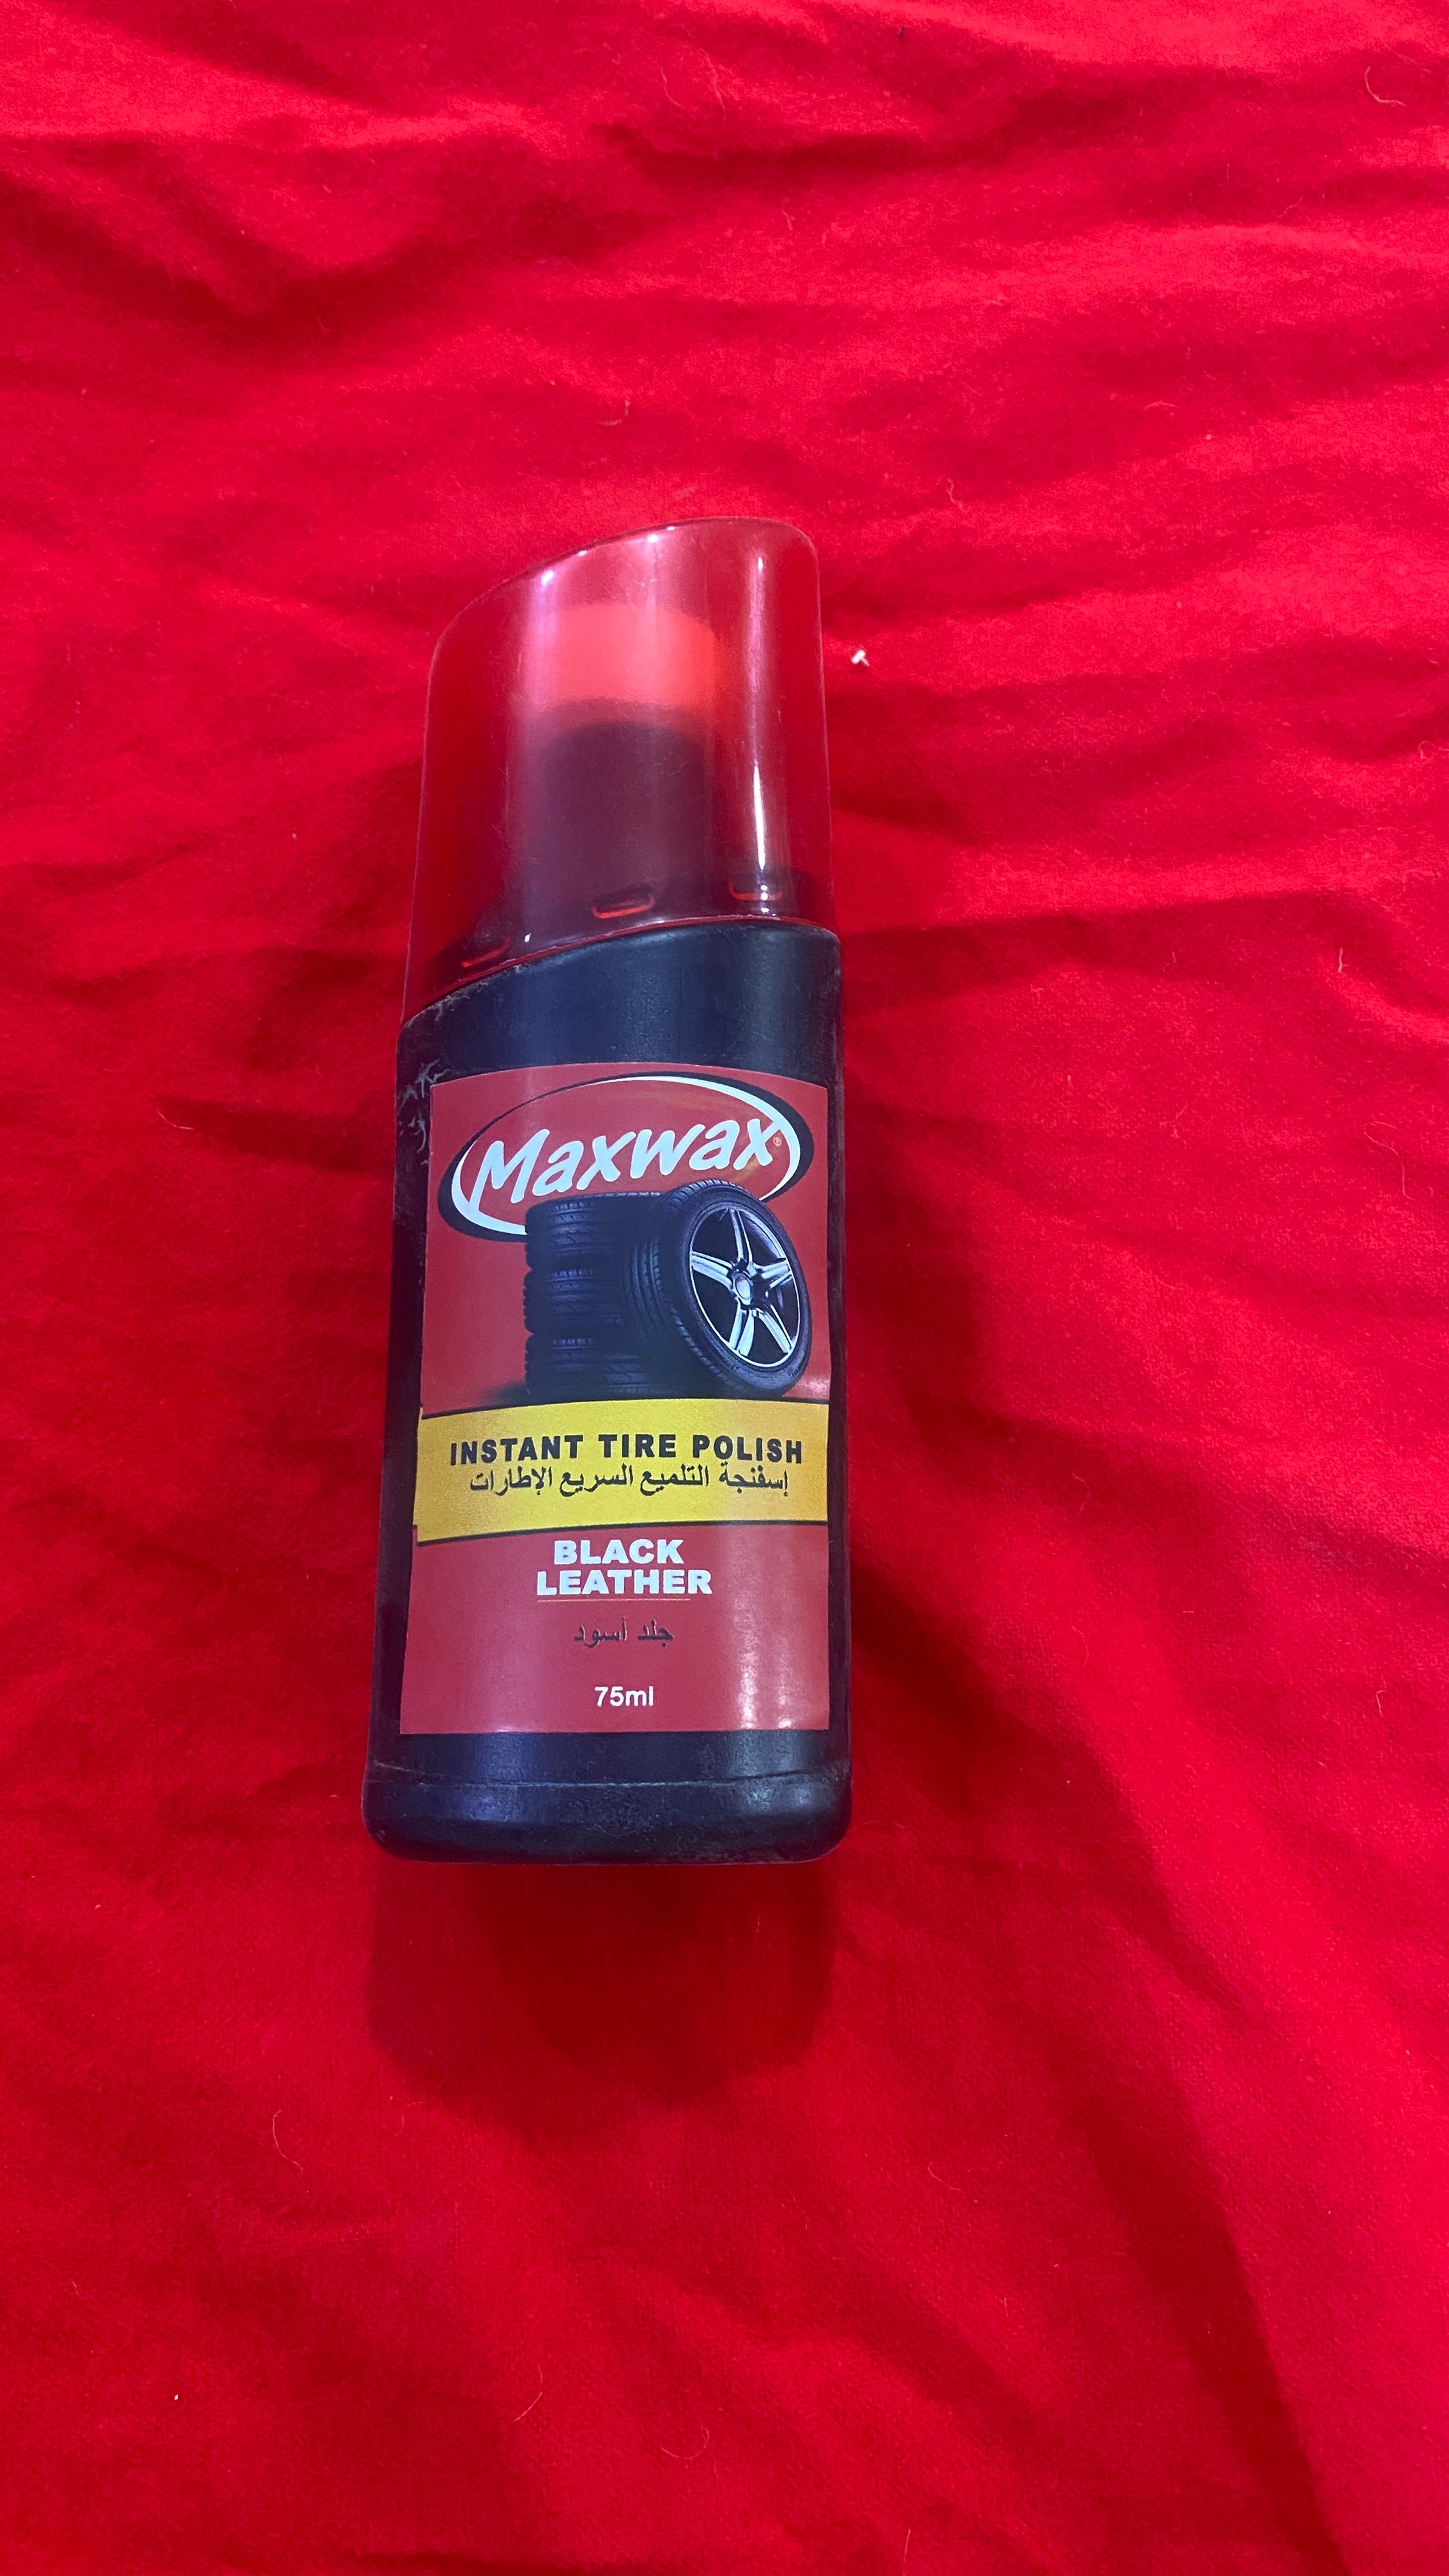 Maxwax®
INSTANT TIRE POLISH
إسفنجة التلميع السريع الإطارات
BLACK
LEATHER
جلد أسود
75ml